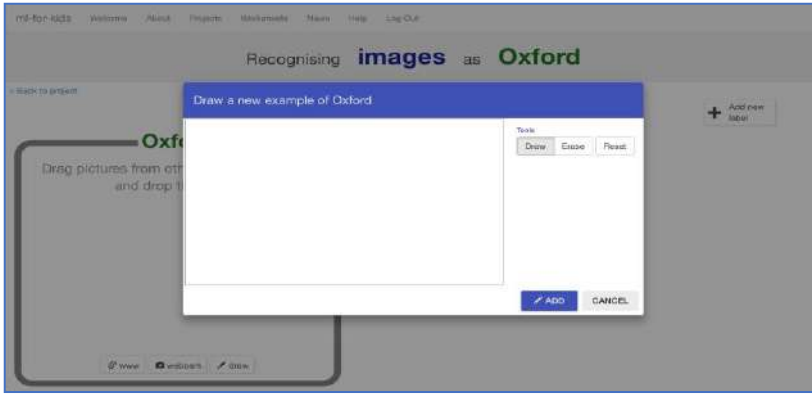 ml-for-kids Welcome About Projects Worksheets News Help Log Out
Recognising images as Oxford
< Back to project
Draw a new example of Oxford
Add new
label
Tools
Draw Erase Reset
Oxfo
Drag pictures from oth
and drop t
ADD CANCEL
www webcam draw